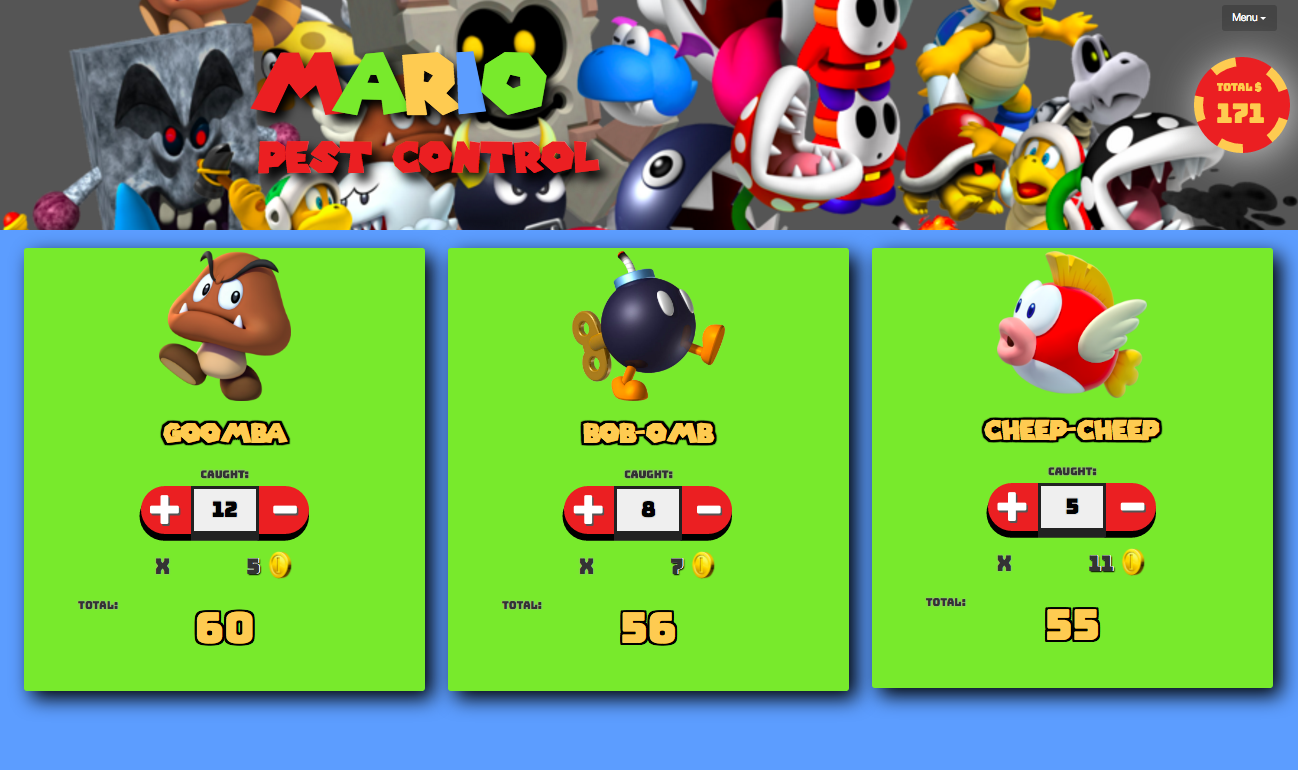 Menu
MARIO
PEST CONTROL
TOTAL $
171
GOOMBA
CAUGHT:
+ 12 −
X 5
TOTAL:
60
BOB-OMB
CAUGHT:
+ 8 −
X 7
TOTAL:
56
CHEEP-CHEEP
CAUGHT:
+ 5 −
X 11
TOTAL:
55